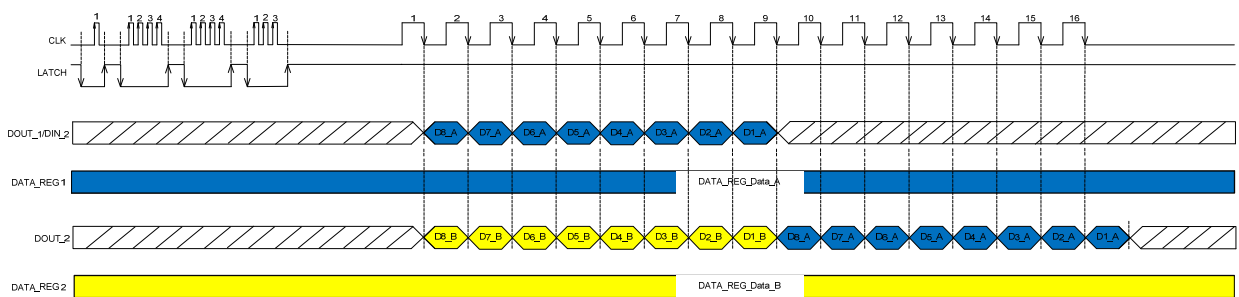 1 1 2 3 4 1 2 3 4 1 2 3 1 2 3 4 5 6 7 8 9 10 11 12 13 14 15 16
CLK
LATCH
DOUT_1/DIN_2 D8_A D7_A D6_A D5_A D4_A D3_A D2_A D1_A
DATA_REG1 DATA_REG_Data_A
DOUT_2 D8_B D7_B D6_B D5_B D4_B D3_B D2_B D1_B D8_A D7_A D6_A D5_A D4_A D3_A D2_A D1_A
DATA_REG2 DATA_REG_Data_B